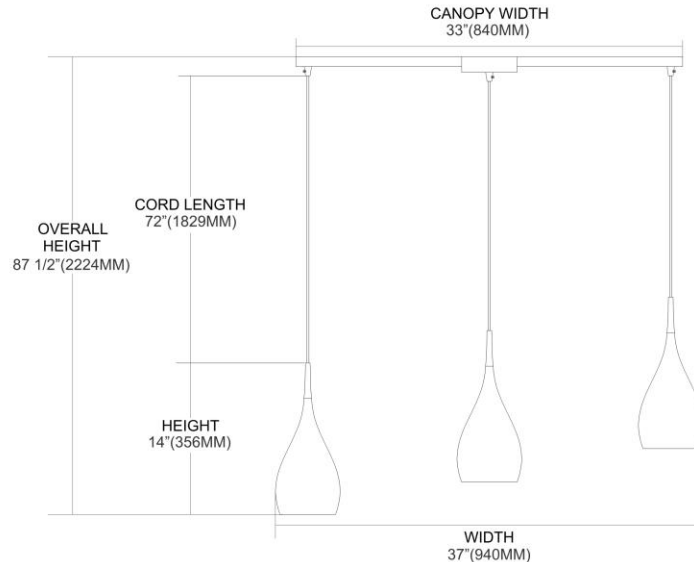 CANOPY WIDTH
33"(840MM)
CORD LENGTH
72"(1829MM)
OVERALL
HEIGHT
87 1/2"(2224MM)
HEIGHT
14"(356MM)
WIDTH
37"(940MM)